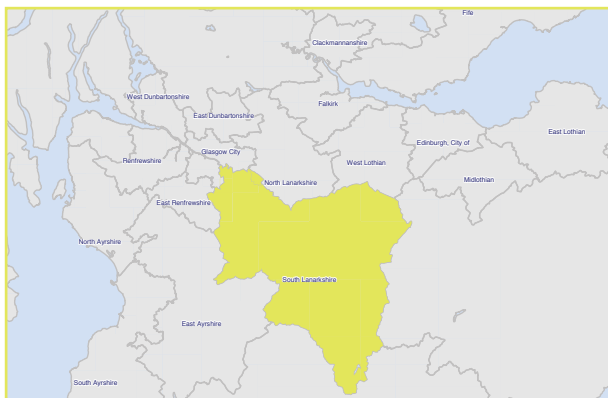 Fife
Clackmannanshire
West Dunbartonshire
Falkirk
East Dunbartonshire
East Lothian
Edinburgh, City of
Glasgow City
Renfrewshire
West Lothian
Midlothian
North Lanarkshire
East Renfrewshire
North Ayrshire
South Lanarkshire
East Ayrshire
South Ayrshire